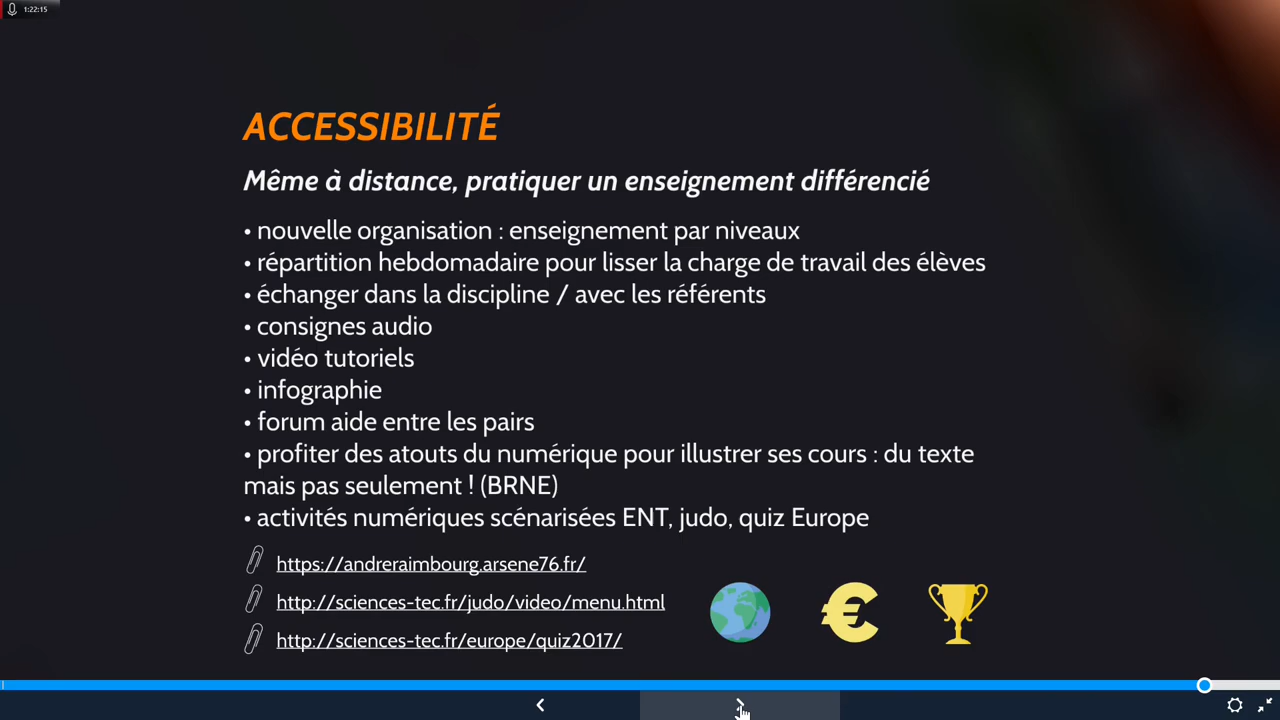 1:22:15
ACCESSIBILITÉ
Même à distance, pratiquer un enseignement différencié
• nouvelle organisation : enseignement par niveaux
• répartition hebdomadaire pour lisser la charge de travail des élèves
• échanger dans la discipline / avec les référents
• consignes audio
• vidéo tutoriels
• infographie
• forum aide entre les pairs
• profiter des atouts du numérique pour illustrer ses cours : du texte
mais pas seulement ! (BRNE)
• activités numériques scénarisées ENT, judo, quiz Europe
https://andreraimbourg.arsene76.fr/
http://sciences-tec.fr/judo/video/menu.html
http://sciences-tec.fr/europe/quiz2017/